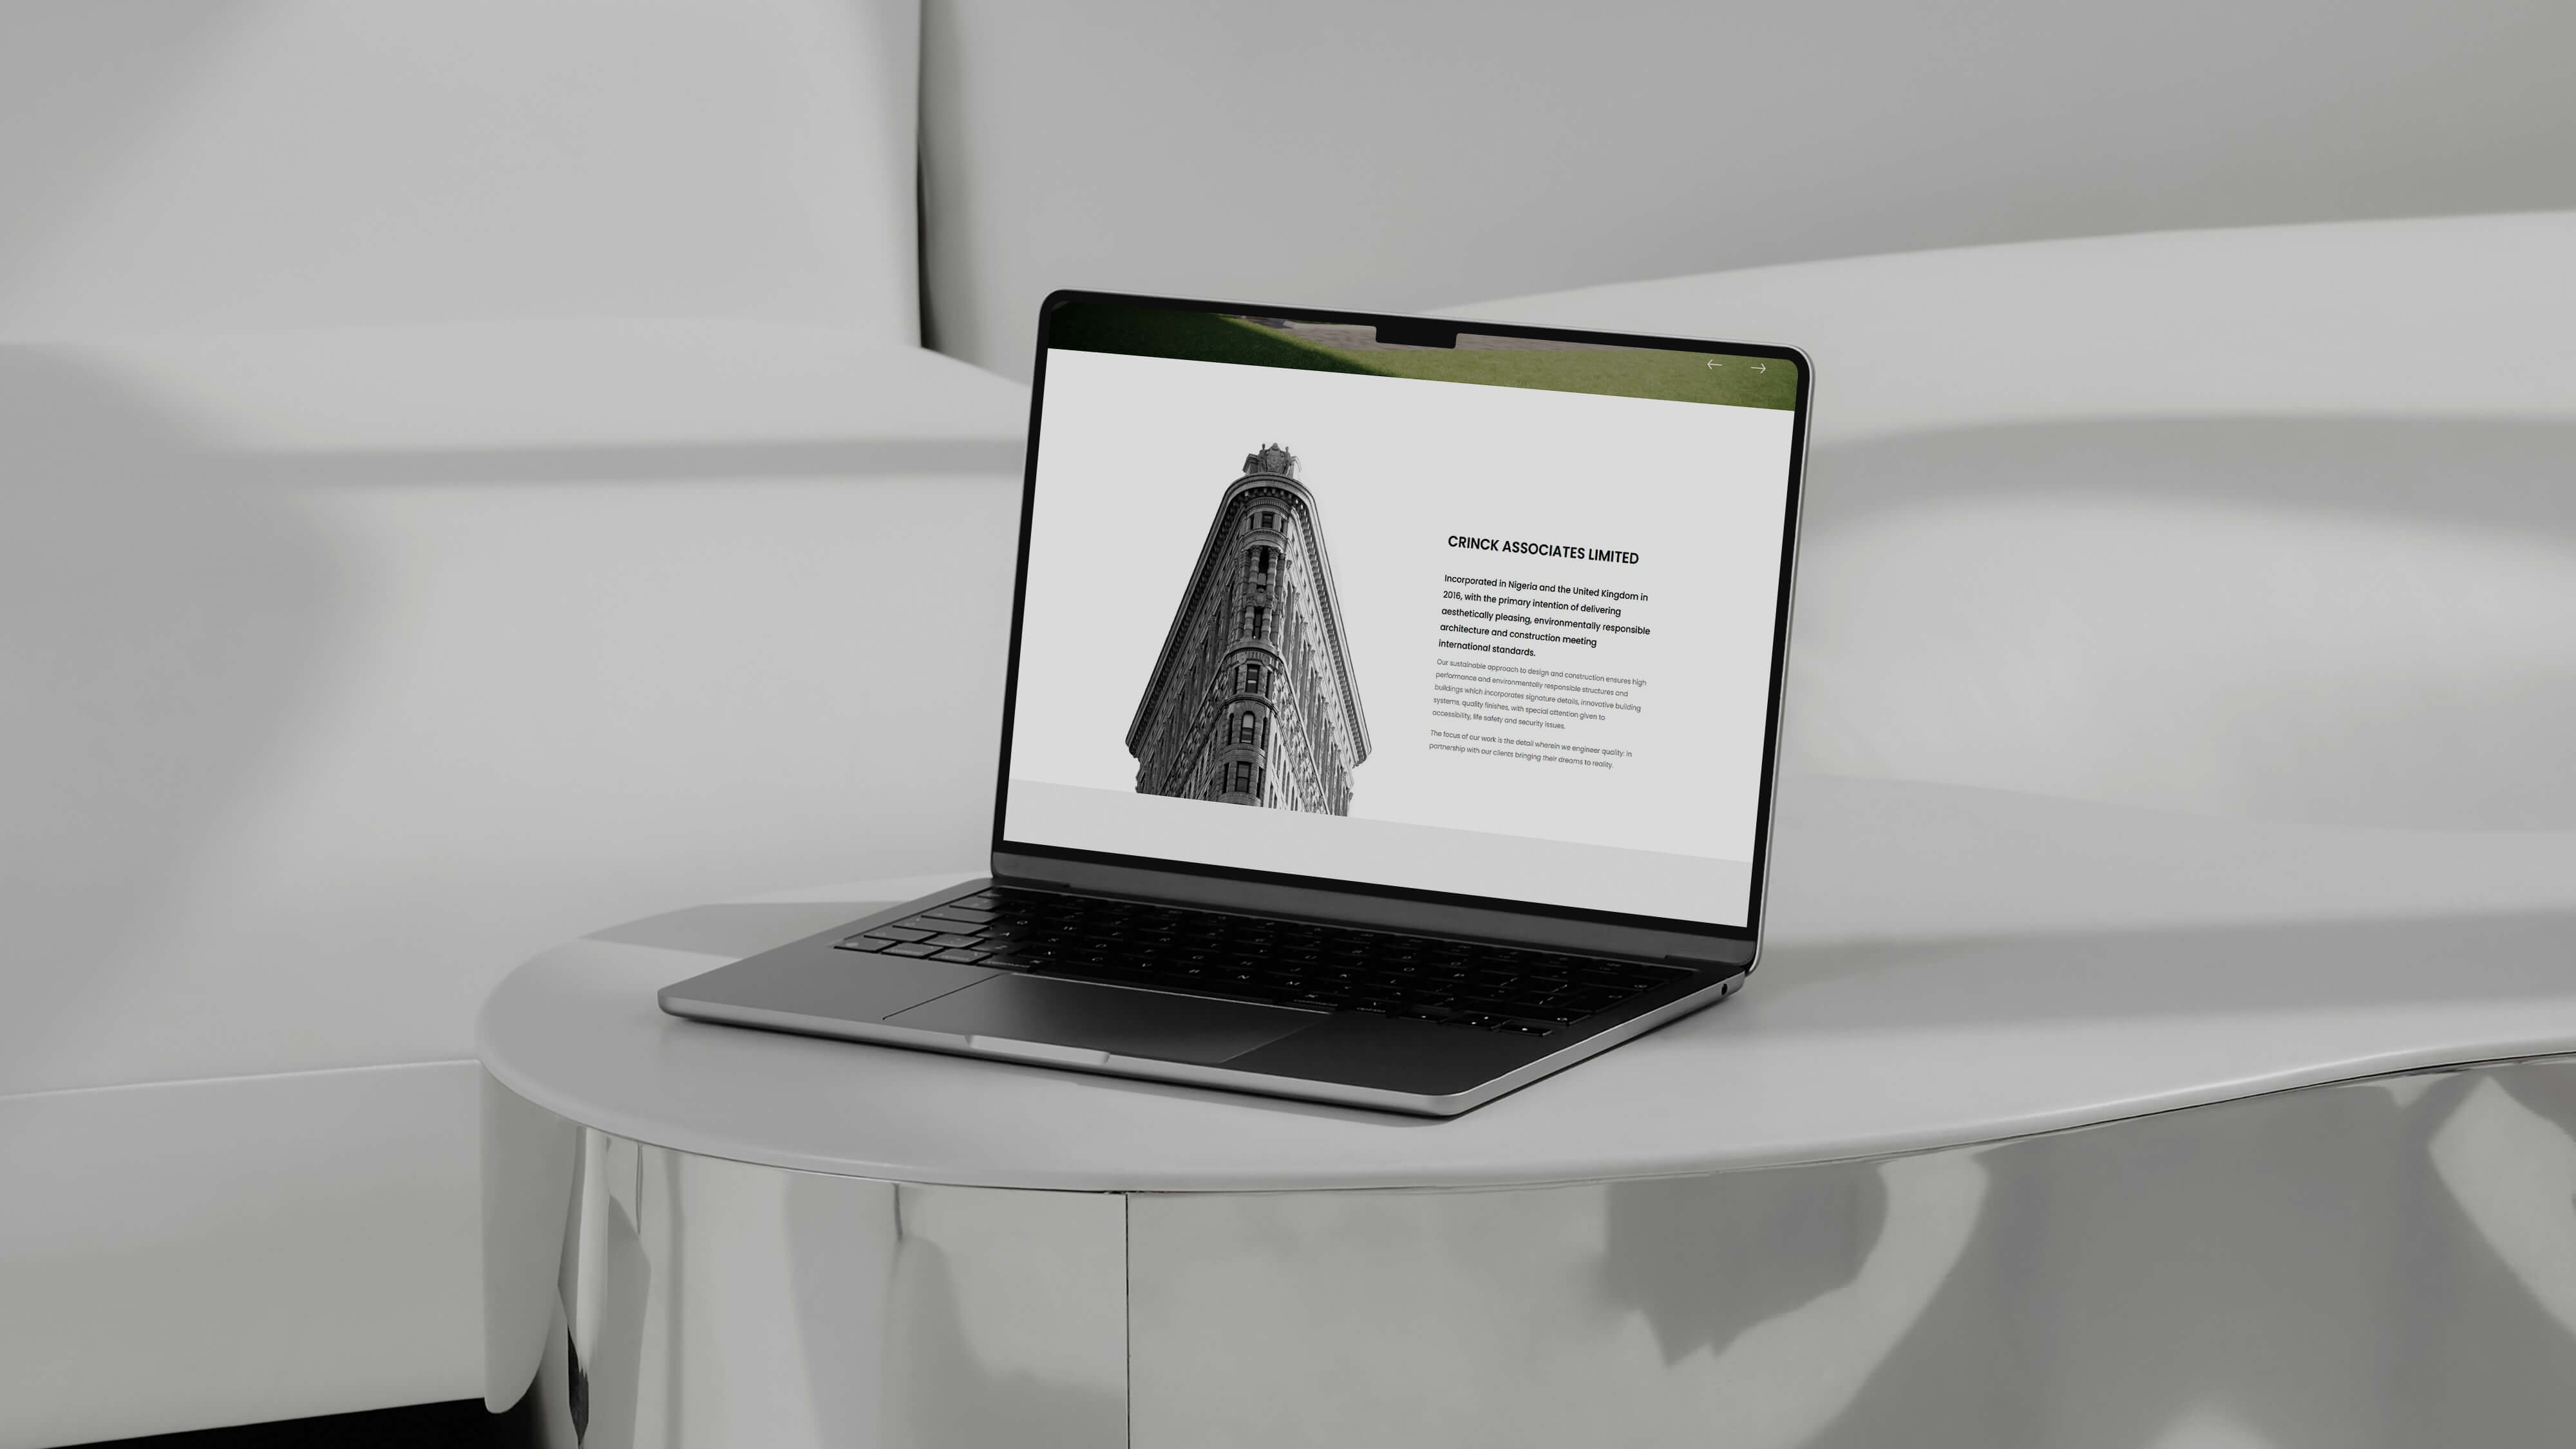 CRINCK ASSOCIATES LIMITED
Incorporated in Nigeria and the United Kingdom in
2016, with the primary intention of delivering
aesthetically pleasing, environmentally responsible
architecture and construction meeting
international standards.
Our sustainable approach to design and construction ensures high
performance and environmentally responsible structures and
buildings which incorporates signature details, innovative building
systems, quality finishes, with special attention given to
accessibility, life safety and security issues.
The focus of our work is the detail wherein we engineer quality: in
partnership with our clients bringing their dreams to reality.